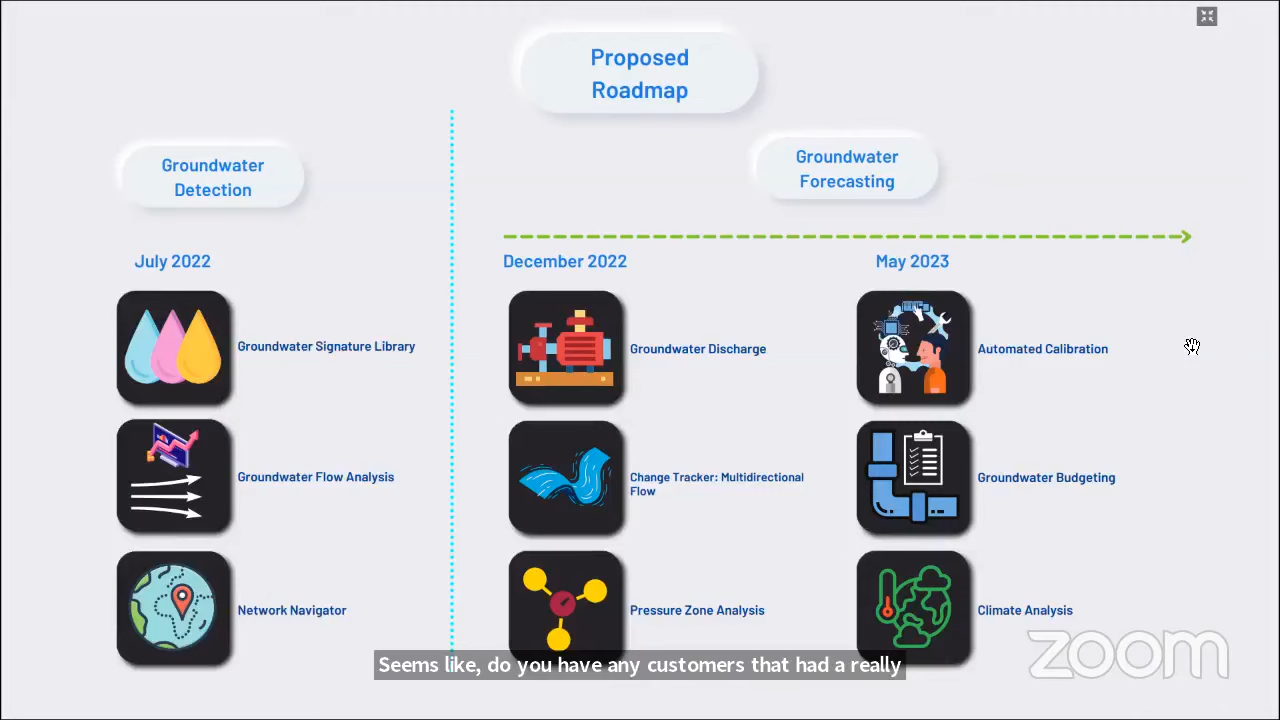 Proposed
Roadmap
Groundwater
Detection
Groundwater
Forecasting
July 2022
December 2022
May 2023
Groundwater Signature Library
Groundwater Discharge
Automated Calibration
Groundwater Flow Analysis
Change Tracker: Multidirectional
Flow
Groundwater Budgeting
Network Navigator
Pressure Zone Analysis
Climate Analysis
Seems like, do you have any customers that had a really
zoom